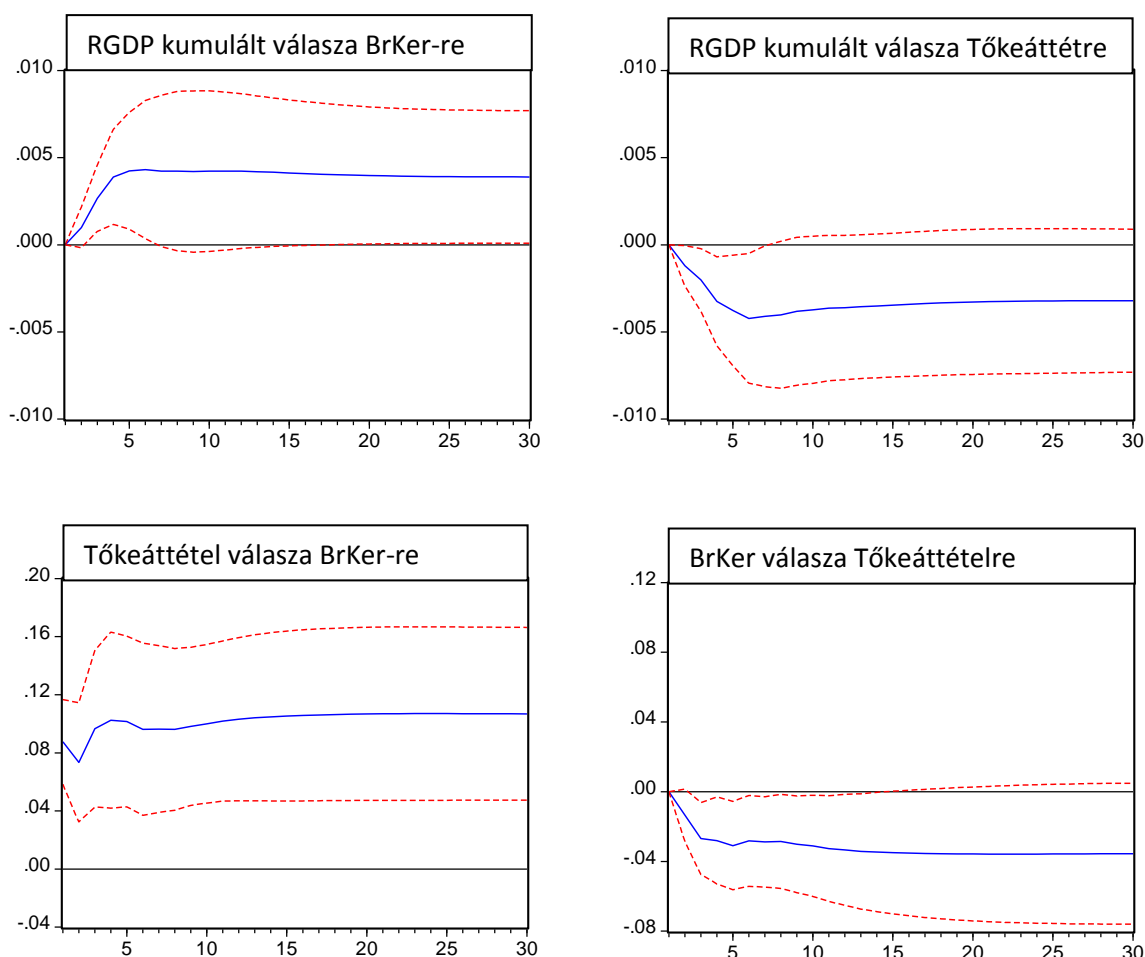 RGDP kumulált válasza BrKer-re
.010
.005
.000
-.005
-.010
5 10 15 20 25 30
RGDP kumulált válasza Tőkeáttétre
.010
.005
.000
-.005
-.010
5 10 15 20 25 30
Tőkeáttétel válasza BrKer-re
.20
.16
.12
.08
.04
.00
-.04
5 10 15 20 25 30
BrKer válasza Tőkeáttételre
.12
.08
.04
.00
-.04
-.08
5 10 15 20 25 30